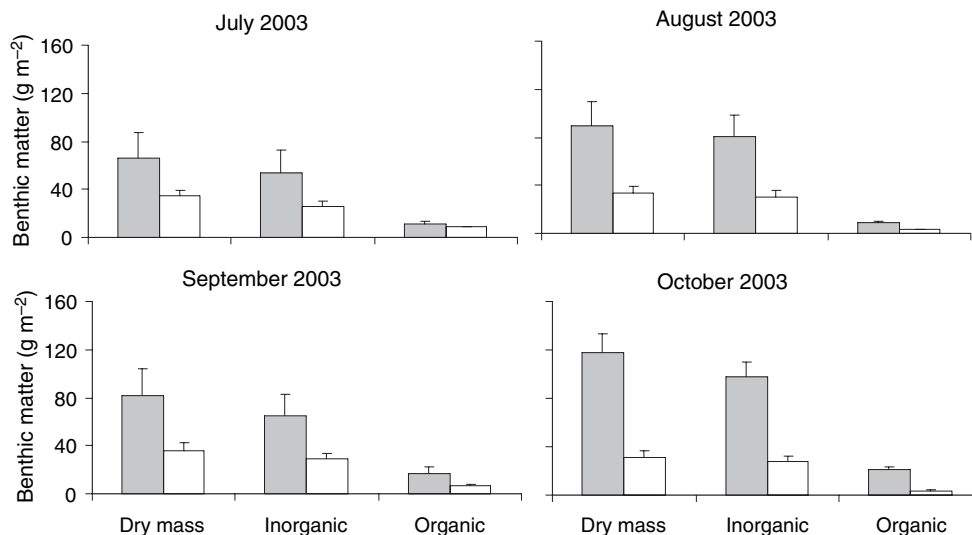 July 2003
August 2003
Benthic matter (g m⁻²)
160
120
80
40
0
September 2003
October 2003
Benthic matter (g m⁻²)
160
120
80
40
0
Dry mass Inorganic Organic
Dry mass Inorganic Organic